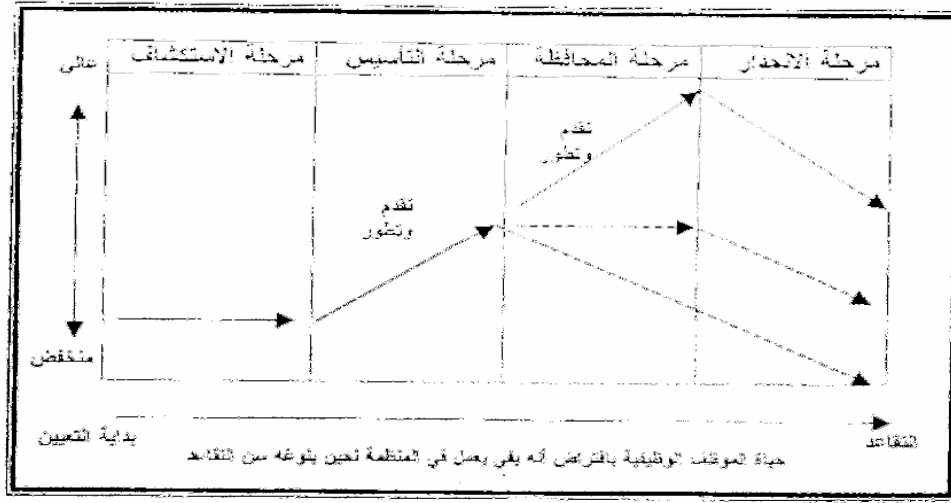 عالي
مرحلة الاستكشاف
مرحلة التأسيس
مرحلة المحافظة
مرحلة الانحدار
تقدم
وتطور
تقدم
وتطور
منخفض
بداية التعيين
التقاعد
حياة الموظف الوظيفية بافتراض أنه بقي يعمل في المنظمة لحين بلوغه سن التقاعد